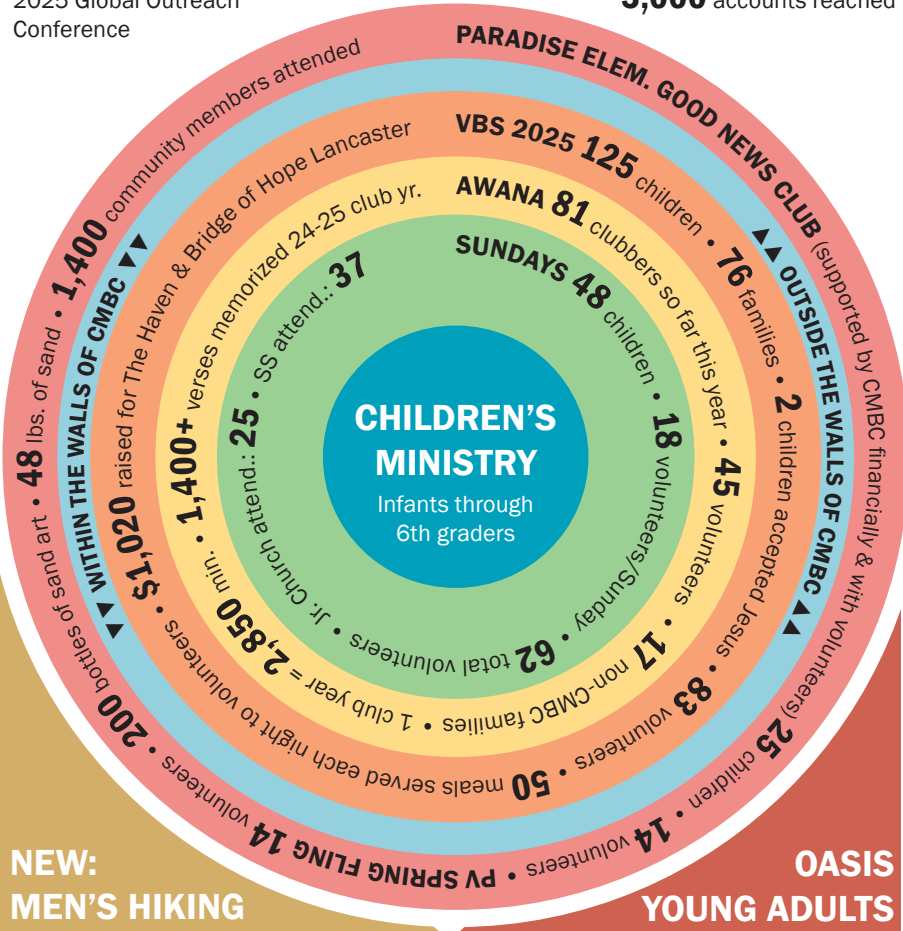 2025 Global Outreach
Conference
accounts reached
PARADISE ELEM. GOOD NEWS CLUB (supported by CMBC financially & with volunteers) 25 children • 14 volunteers • PV SPRING FLING 14 volunteers • 200 bottles of sand art • 48 lbs. of sand • 1,400 community members attended
▲▲ OUTSIDE THE WALLS OF CMBC ▲▲
▼▼ WITHIN THE WALLS OF CMBC ▼▼
VBS 2025 125 children • 76 families • 2 children accepted Jesus • 83 volunteers • 50 meals served each night each volunteer to volunteers • $1,020 raised for The Haven & Bridge of Hope Lancaster
AWANA 81 clubbers so far this year • 45 volunteers • 17 non-CMBC families • 1 club year = 2,850 min. • 1,400+ verses memorized 24-25 club yr.
SUNDAYS 48 children • 18 volunteers/Sunday • 62 total volunteers • Jr. Church attend.: 25 • SS attend.: 37
CHILDREN'S
MINISTRY
Infants through
6th graders
NEW:
MEN'S HIKING
OASIS
YOUNG ADULTS